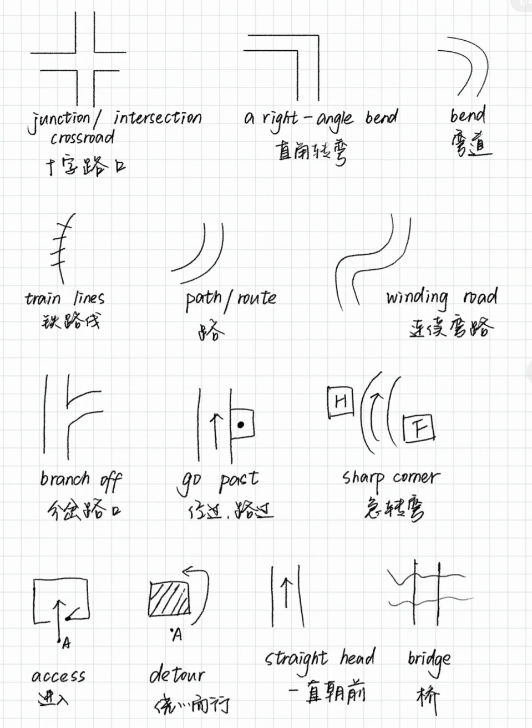 junction/ intersection
crossroad
十字路口
a right-angle bend
直角转弯
bend
弯道
train lines
铁路线
path/route
路
winding road
连续弯路
branch off
分岔路口
go past
经过、路过
H
F
sharp corner
急转弯
A
access
进入
A
detour
绕……而行
straight head
一直朝前
bridge
桥